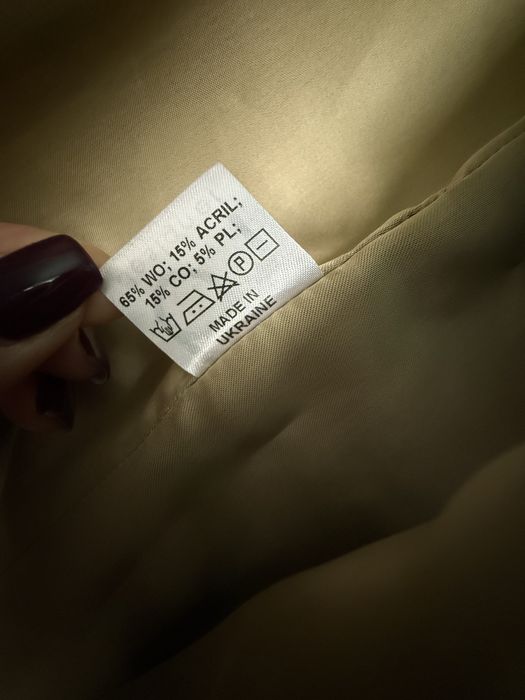 65% WO; 15% ACRIL;
15% CO; 5% PL;
P
MADE IN
UKRAINE